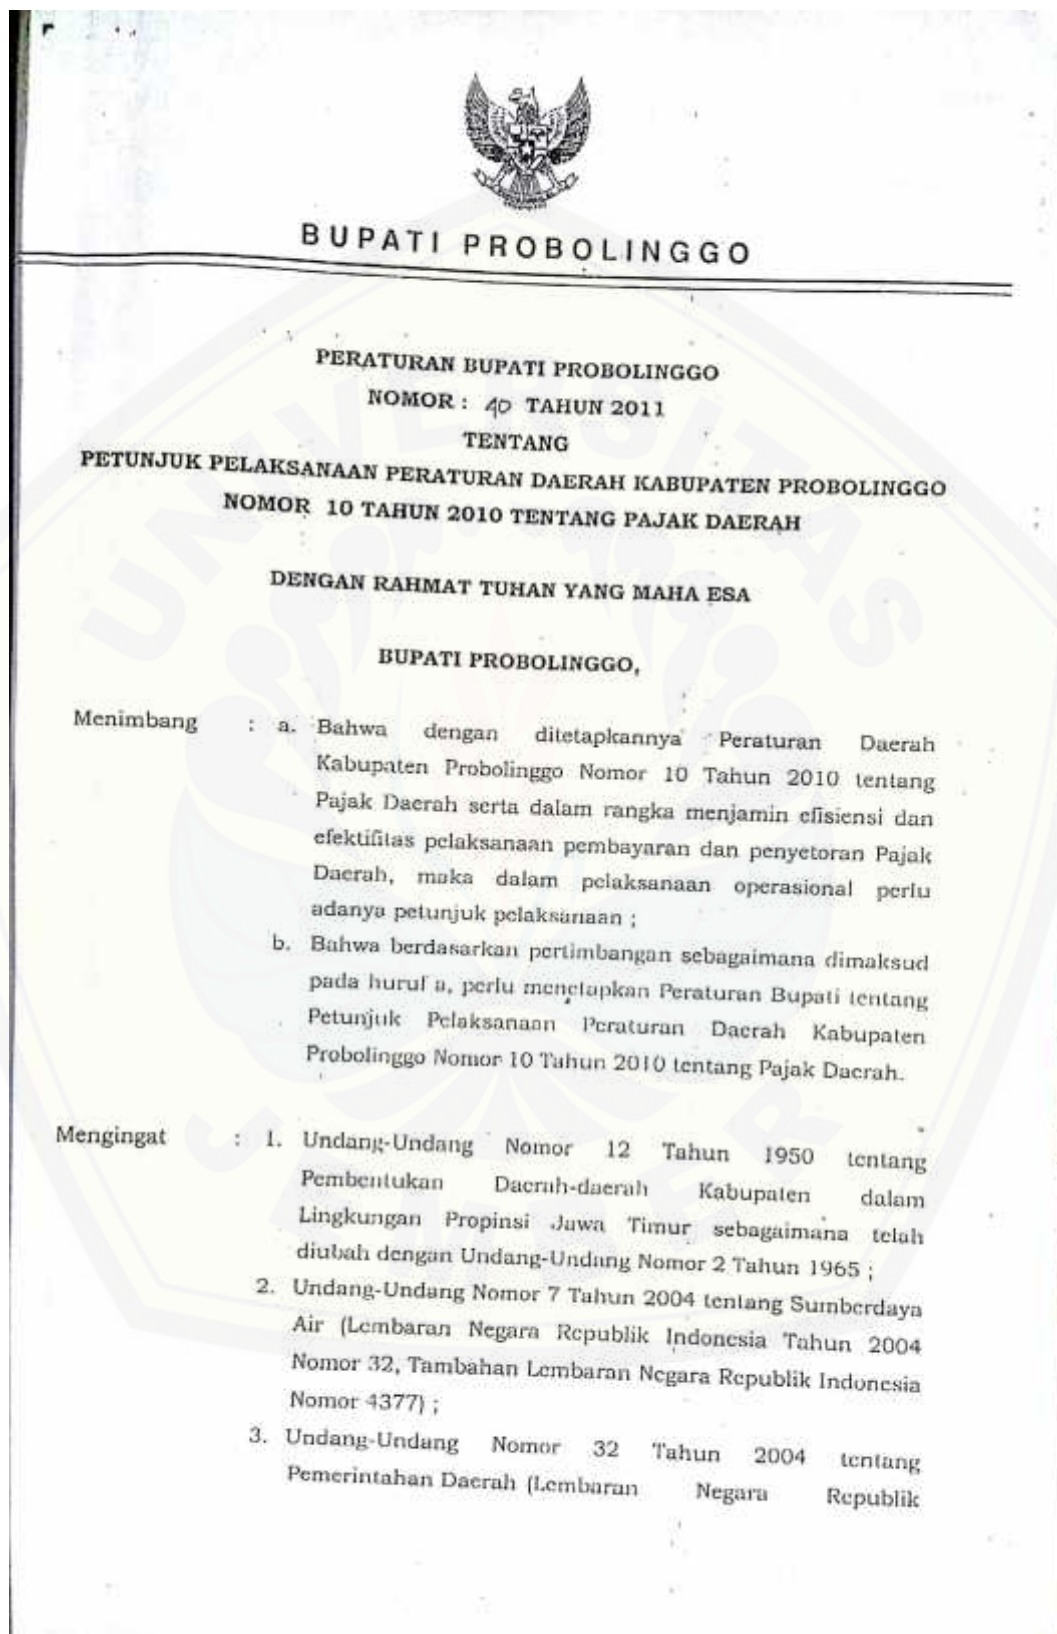 BUPATI PROBOLINGGO
PERATURAN BUPATI PROBOLINGGO
NOMOR : 40 TAHUN 2011
TENTANG
PETUNJUK PELAKSANAAN PERATURAN DAERAH KABUPATEN PROBOLINGGO
NOMOR 10 TAHUN 2010 TENTANG PAJAK DAERAH
DENGAN RAHMAT TUHAN YANG MAHA ESA
BUPATI PROBOLINGGO,
Menimbang : a. Bahwa dengan ditetapkannya Peraturan Daerah
Kabupaten Probolinggo Nomor 10 Tahun 2010 tentang
Pajak Daerah serta dalam rangka menjamin efisiensi dan
efektifitas pelaksanaan pembayaran dan penyetoran Pajak
Daerah, maka dalam pelaksanaan operasional perlu
adanya petunjuk pelaksanaan ;
b. Bahwa berdasarkan pertimbangan sebagaimana dimaksud
pada huruf a, perlu menetapkan Peraturan Bupati tentang
Petunjuk Pelaksanaan Peraturan Daerah Kabupaten
Probolinggo Nomor 10 Tahun 2010 tentang Pajak Daerah.
Mengingat : 1. Undang-Undang Nomor 12 Tahun 1950 tentang
Pembentukan Daerah-daerah Kabupaten dalam
Lingkungan Propinsi Jawa Timur sebagaimana telah
diubah dengan Undang-Undang Nomor 2 Tahun 1965 ;
2. Undang-Undang Nomor 7 Tahun 2004 tentang Sumberdaya
Air (Lembaran Negara Republik Indonesia Tahun 2004
Nomor 32, Tambahan Lembaran Negara Republik Indonesia
Nomor 4377) ;
3. Undang-Undang Nomor 32 Tahun 2004 tentang
Pemerintahan Daerah (Lembaran Negara Republik
UNIVERSITAS